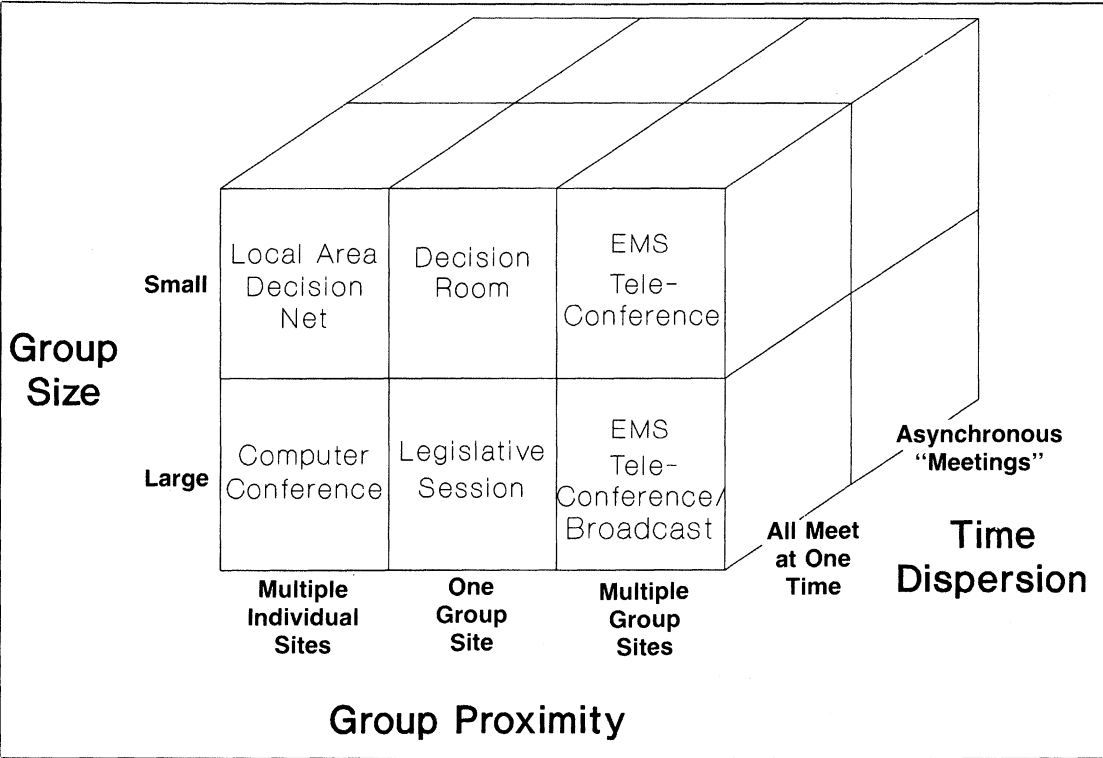 Group
Size
Small
Large
Local Area
Decision
Net
Decision
Room
EMS
Tele-
Conference
Computer
Conference
Legislative
Session
EMS
Tele-
Conference/
Broadcast
Multiple
Individual
Sites
One
Group
Site
Multiple
Group
Sites
All Meet
at One
Time
Asynchronous
"Meetings"
Time
Dispersion
Group Proximity